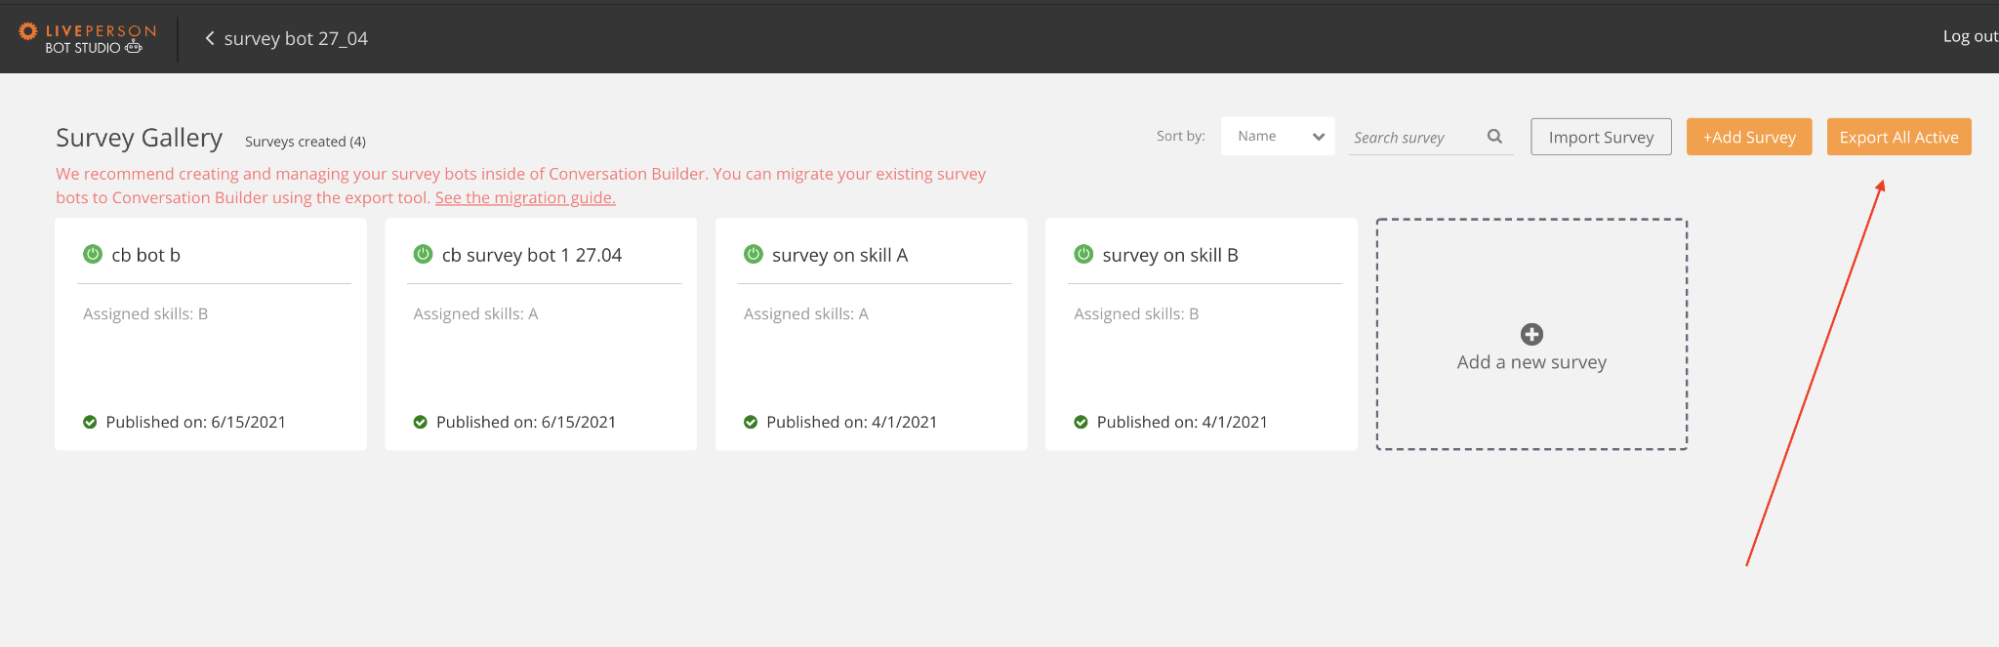 LIVEPERSON
BOT STUDIO
survey bot 27_04
Log out
Survey Gallery
Surveys created (4)
Sort by:
Name
Search survey
Import Survey
+Add Survey
Export All Active
We recommend creating and managing your survey bots inside of Conversation Builder. You can migrate your existing survey
bots to Conversation Builder using the export tool. See the migration guide.
cb bot b
Assigned skills: B
Published on: 6/15/2021
cb survey bot 1 27.04
Assigned skills: A
Published on: 6/15/2021
survey on skill A
Assigned skills: A
Published on: 4/1/2021
survey on skill B
Assigned skills: B
Published on: 4/1/2021
Add a new survey